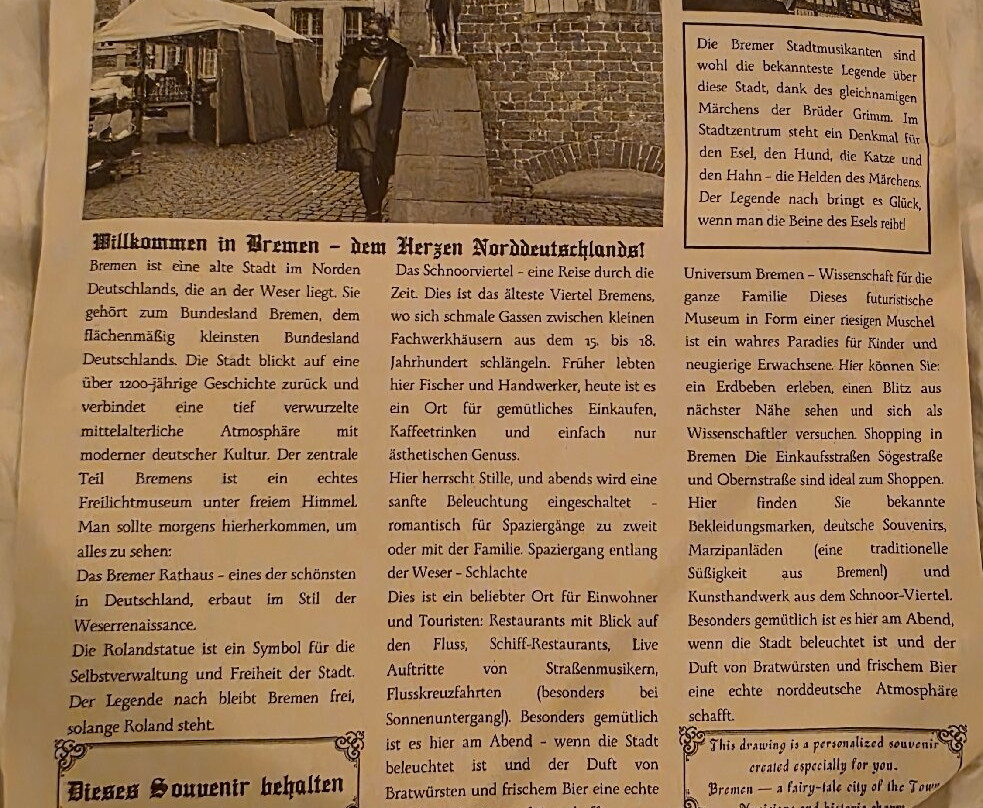 Die Bremer Stadtmusikanten sind
wohl die bekannteste Legende über
diese Stadt, dank des gleichnamigen
Märchens der Brüder Grimm. Im
Stadtzentrum steht ein Denkmal für
den Esel, den Hund, die Katze und
den Hahn - die Helden des Märchens.
Der Legende nach bringt es Glück,
wenn man die Beine des Esels reibt!
Willkommen in Bremen - dem Herzen Norddeutschlands!
Bremen ist eine alte Stadt im Norden
Deutschlands, die an der Weser liegt. Sie
gehört zum Bundesland Bremen, dem
flächenmäßig kleinsten Bundesland
Deutschlands. Die Stadt blickt auf eine
über 1200-jährige Geschichte zurück und
verbindet eine tief verwurzelte
mittelalterliche Atmosphäre mit
moderner deutscher Kultur. Der zentrale
Teil Bremens ist ein echtes
Freilichtmuseum unter freiem Himmel.
Man sollte morgens hierherkommen, um
alles zu sehen:
Das Bremer Rathaus - eines der schönsten
in Deutschland, erbaut im Stil der
Weserrenaissance.
Die Rolandstatue ist ein Symbol für die
Selbstverwaltung und Freiheit der Stadt.
Der Legende nach bleibt Bremen frei,
solange Roland steht.
Dieses Souvenir behalten
Das Schnoorviertel - eine Reise durch die
Zeit. Dies ist das älteste Viertel Bremens,
wo sich schmale Gassen zwischen kleinen
Fachwerkhäusern aus dem 15. bis 18.
Jahrhundert schlängeln. Früher lebten
hier Fischer und Handwerker, heute ist es
ein Ort für gemütliches Einkaufen,
Kaffeetrinken und einfach nur
ästhetischen Genuss.
Hier herrscht Stille, und abends wird eine
sanfte Beleuchtung eingeschaltet -
romantisch für Spaziergänge zu zweit
oder mit der Familie. Spaziergang entlang
der Weser - Schlachte
Dies ist ein beliebter Ort für Einwohner
und Touristen: Restaurants mit Blick auf
den Fluss, Schiff-Restaurants, Live
Auftritte von Straßenmusikern,
Flusskreuzfahrten (besonders bei
Sonnenuntergang!). Besonders gemütlich
ist es hier am Abend - wenn die Stadt
beleuchtet ist und der Duft von
Bratwürsten und frischem Bier eine echte
Universum Bremen - Wissenschaft für die
ganze Familie Dieses futuristische
Museum in Form einer riesigen Muschel
ist ein wahres Paradies für Kinder und
neugierige Erwachsene. Hier können Sie:
ein Erdbeben erleben, einen Blitz aus
nächster Nähe sehen und sich als
Wissenschaftler versuchen. Shopping in
Bremen Die Einkaufsstraßen Sögestraße
und Obernstraße sind ideal zum Shoppen.
Hier finden Sie bekannte
Bekleidungsmarken, deutsche Souvenirs,
Marzipanläden (eine traditionelle
Süßigkeit aus Bremen!) und
Kunsthandwerk aus dem Schnoor-Viertel.
Besonders gemütlich ist es hier am Abend,
wenn die Stadt beleuchtet ist und der
Duft von Bratwürsten und frischem Bier
eine echte norddeutsche Atmosphäre
schafft.
This drawing is a personalized souvenir
created especially for you.
Bremen — a fairy-tale city of the Town